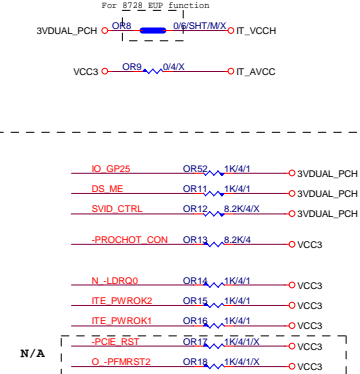 For 8728 EUP function
3VDUAL_PCH OR8 0/6/SHT/M/X IT_VCCH
VCC3 OR9 0/4/X IT_AVCC
IO_GP25 OR52 1K/4/1 3VDUAL_PCH
DS_ME OR11 1K/4/1 3VDUAL_PCH
SVID_CTRL OR12 8.2K/4/X 3VDUAL_PCH
-PROCHOT_CON OR13 8.2K/4 VCC3
N_-LDRQ0 OR14 1K/4/1 VCC3
ITE_PWROK2 OR15 1K/4/1 VCC3
ITE_PWROK1 OR16 1K/4/1 VCC3
-PCIE_RST OR17 1K/4/1/X VCC3
N/A
O_-PFMRST2 OR18 1K/4/1/X VCC3